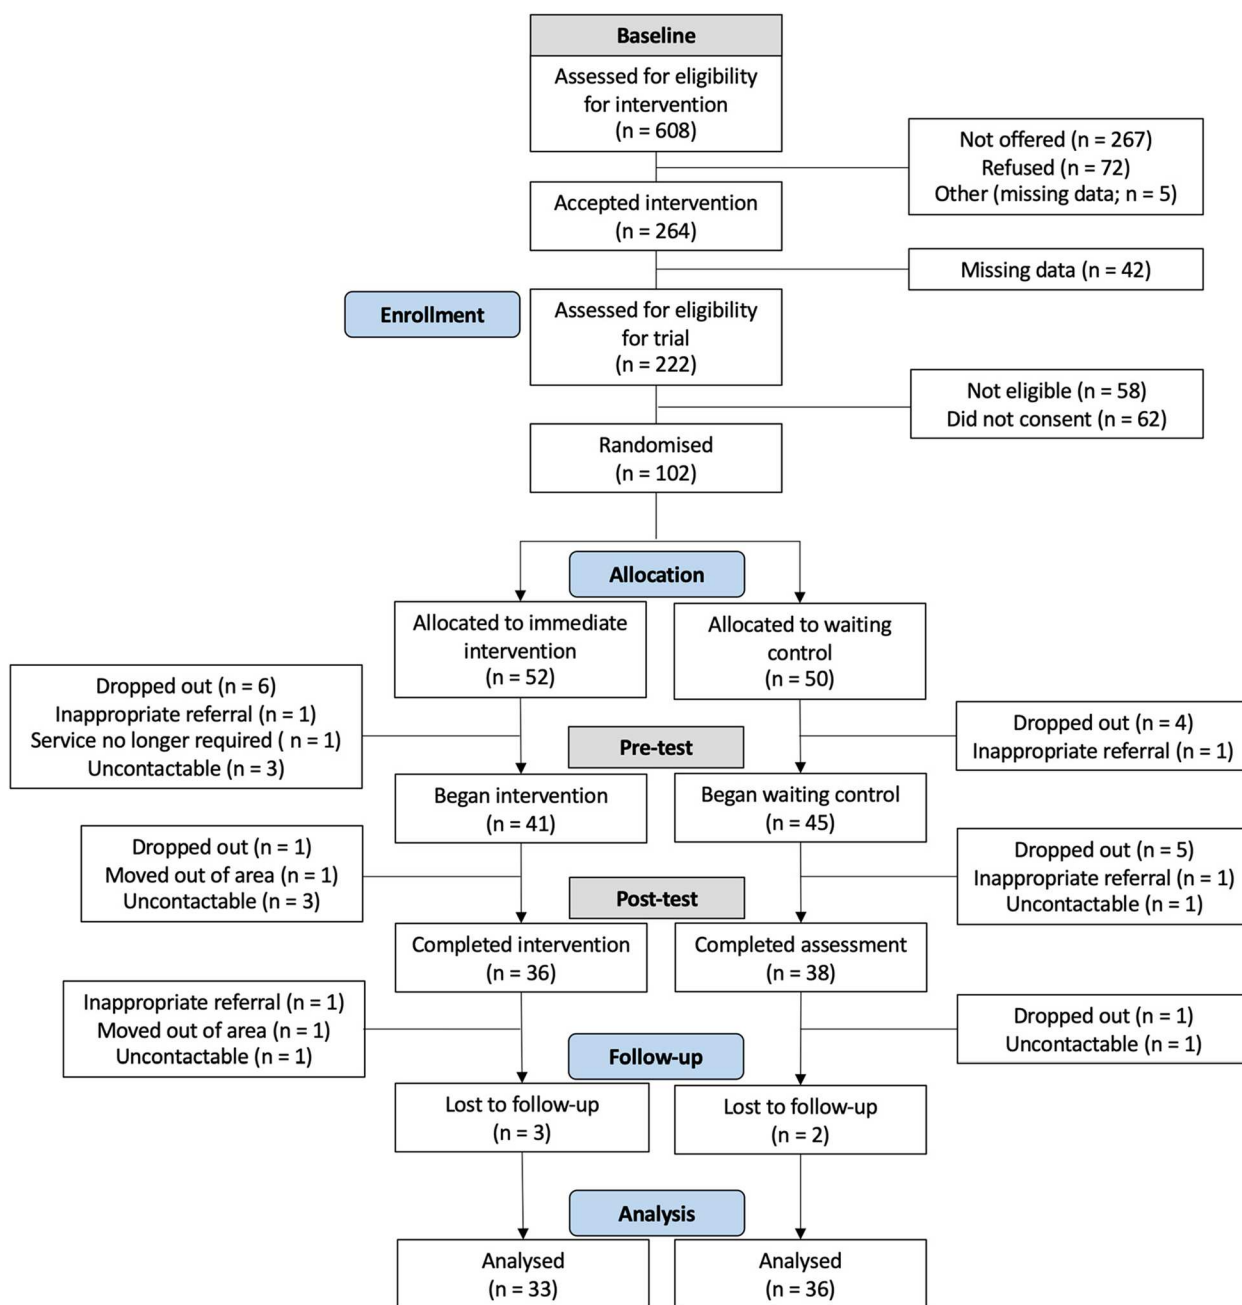 Baseline
Assessed for eligibility
for intervention
(n = 608)
Not offered (n = 267)
Refused (n = 72)
Other (missing data; n = 5)
Accepted intervention
(n = 264)
Missing data (n = 42)
Enrollment
Assessed for eligibility
for trial
(n = 222)
Not eligible (n = 58)
Did not consent (n = 62)
Randomised
(n = 102)
Allocation
Allocated to immediate
intervention
(n = 52)
Allocated to waiting
control
(n = 50)
Dropped out (n = 6)
Inappropriate referral (n = 1)
Service no longer required ( n = 1)
Uncontactable (n = 3)
Dropped out (n = 4)
Inappropriate referral (n = 1)
Pre-test
Began intervention
(n = 41)
Began waiting control
(n = 45)
Dropped out (n = 1)
Moved out of area (n = 1)
Uncontactable (n = 3)
Dropped out (n = 5)
Inappropriate referral (n = 1)
Uncontactable (n = 1)
Post-test
Completed intervention
(n = 36)
Completed assessment
(n = 38)
Inappropriate referral (n = 1)
Moved out of area (n = 1)
Uncontactable (n = 1)
Dropped out (n = 1)
Uncontactable (n = 1)
Follow-up
Lost to follow-up
(n = 3)
Lost to follow-up
(n = 2)
Analysis
Analysed
(n = 33)
Analysed
(n = 36)